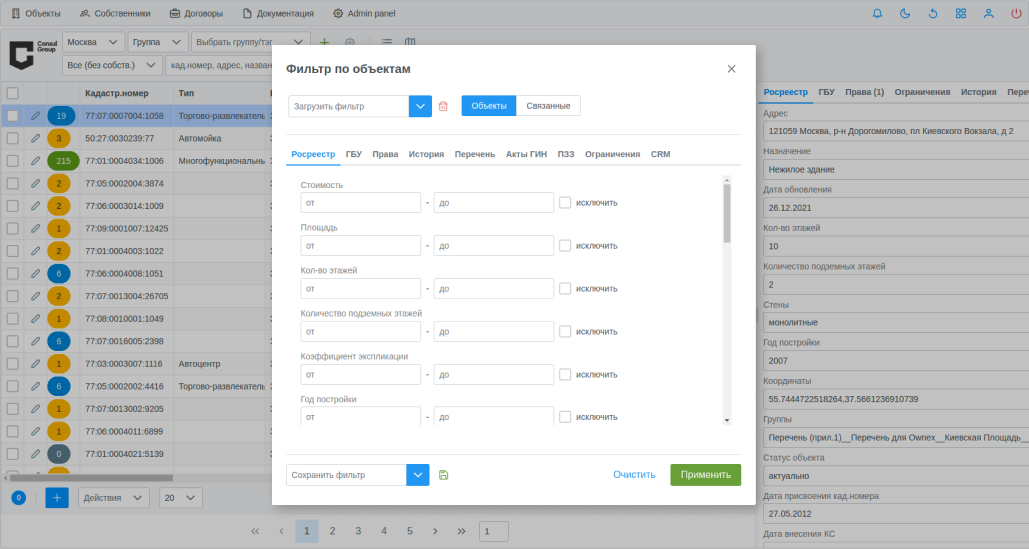 Объекты Собственники Договоры Документация Admin panel
Consul
Group
Москва Группа Выбрать группу/тэг
Все (без собств.) кад.номер, адрес, назван
Фильтр по объектам
Загрузить фильтр Объекты Связанные
Росреестр ГБУ Права История Перечень Акты ГИН ПЗЗ Ограничения CRM
Стоимость
от - до исключить
Площадь
от - до исключить
Кол-во этажей
от - до исключить
Количество подземных этажей
от - до исключить
Коэффициент экспликации
от - до исключить
Год постройки
от - до исключить
Сохранить фильтр Очистить Применить
Кадастр.номер Тип
19 77:07:0007004:1058 Торгово-развлекатель
3 50:27:0030239:77 Автомойка
215 77:01:0004034:1006 Многофункциональнь
2 77:05:0002004:3874
2 77:06:0003014:1009
1 77:09:0001007:12425
2 77:01:0004003:1022
6 77:06:0004008:1051
2 77:07:0013004:26705
1 77:08:0010001:1049
6 77:07:0016005:2398
1 77:03:0003007:1116 Автоцентр
6 77:05:0002002:4416 Торгово-развлекатель
1 77:07:0013002:9205
1 77:06:0004011:6899
0 77:01:0004021:5139
0 + Действия 20
« ‹ 1 2 3 4 5 › » 1
Росреестр ГБУ Права (1) Ограничения История Пере
Адрес
121059 Москва, р-н Дорогомилово, пл Киевского Вокзала, д 2
Назначение
Нежилое здание
Дата обновления
26.12.2021
Кол-во этажей
10
Количество подземных этажей
2
Стены
монолитные
Год постройки
2007
Координаты
55.7444722518264,37.5661236910739
Группы
Перечень (прил.1)__Перечень для Ownex__Киевская Площадь__
Статус объекта
актуально
Дата присвоения кад.номера
27.05.2012
Дата внесения КС